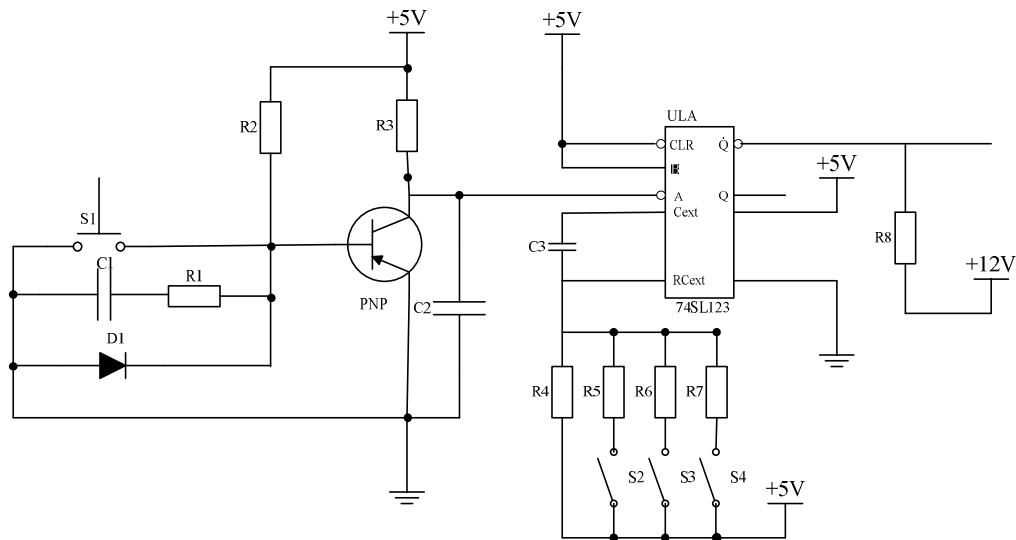 +5V
+5V
ULA
R2
R3
CLR
Q̇
B
+5V
S1
A
Q
Cext
C3
R8
C1
R1
+12V
PNP
C2
RCext
74SL123
D1
R4
R5
R6
R7
S2
S3
S4
+5V